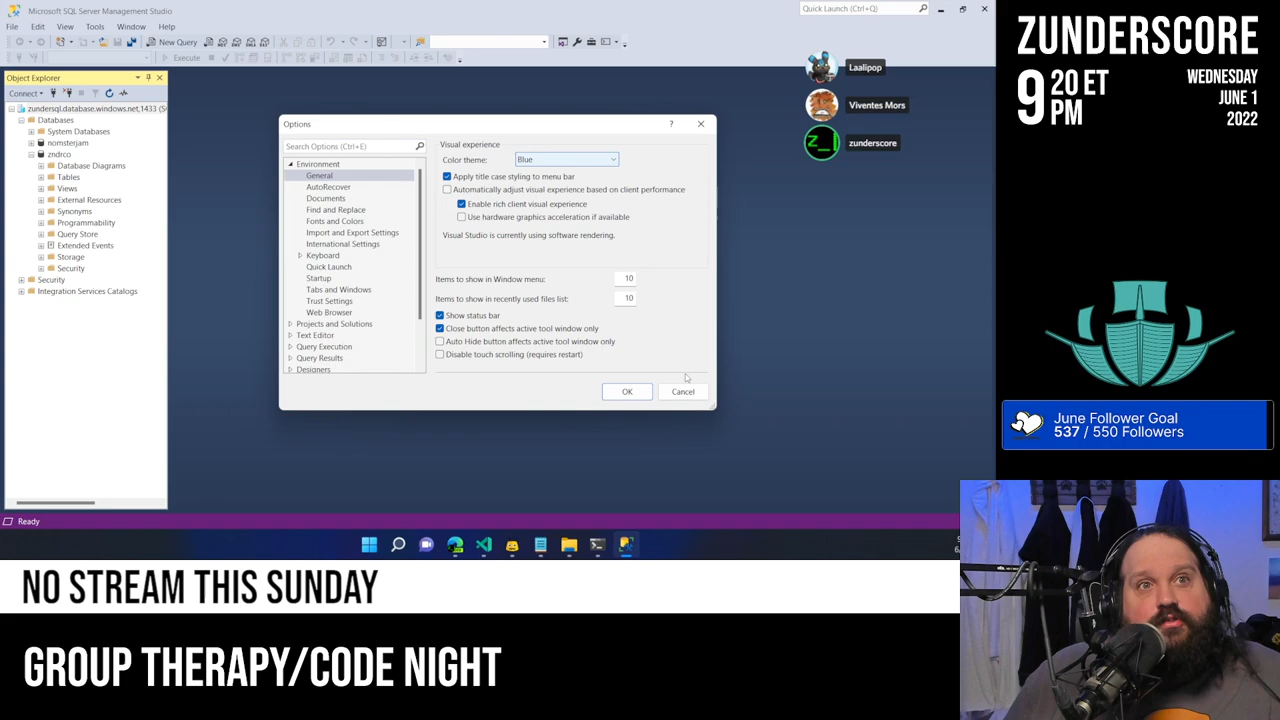 Microsoft SQL Server Management Studio
Quick Launch (Ctrl+Q)
File Edit View Tools Window Help
New Query
Execute
Object Explorer
Connect
zundersql.database.windows.net,1433 (S
Databases
System Databases
nomsterjam
zndrco
Database Diagrams
Tables
Views
External Resources
Synonyms
Programmability
Query Store
Extended Events
Storage
Security
Security
Integration Services Catalogs
Ready
Options
Search Options (Ctrl+E)
Environment
General
AutoRecover
Documents
Find and Replace
Fonts and Colors
Import and Export Settings
International Settings
Keyboard
Quick Launch
Startup
Tabs and Windows
Trust Settings
Web Browser
Projects and Solutions
Text Editor
Query Execution
Query Results
Designers
Visual experience
Color theme: Blue
Apply title case styling to menu bar
Automatically adjust visual experience based on client performance
Enable rich client visual experience
Use hardware graphics acceleration if available
Visual Studio is currently using software rendering.
Items to show in Window menu: 10
Items to show in recently used files list: 10
Show status bar
Close button affects active tool window only
Auto Hide button affects active tool window only
Disable touch scrolling (requires restart)
OK Cancel
Laalipop
Viventes Mors
zunderscore
ZUNDERSCORE
9 20 ET
PM
WEDNESDAY
JUNE 1
2022
June Follower Goal
537 / 550 Followers
NO STREAM THIS SUNDAY
GROUP THERAPY/CODE NIGHT